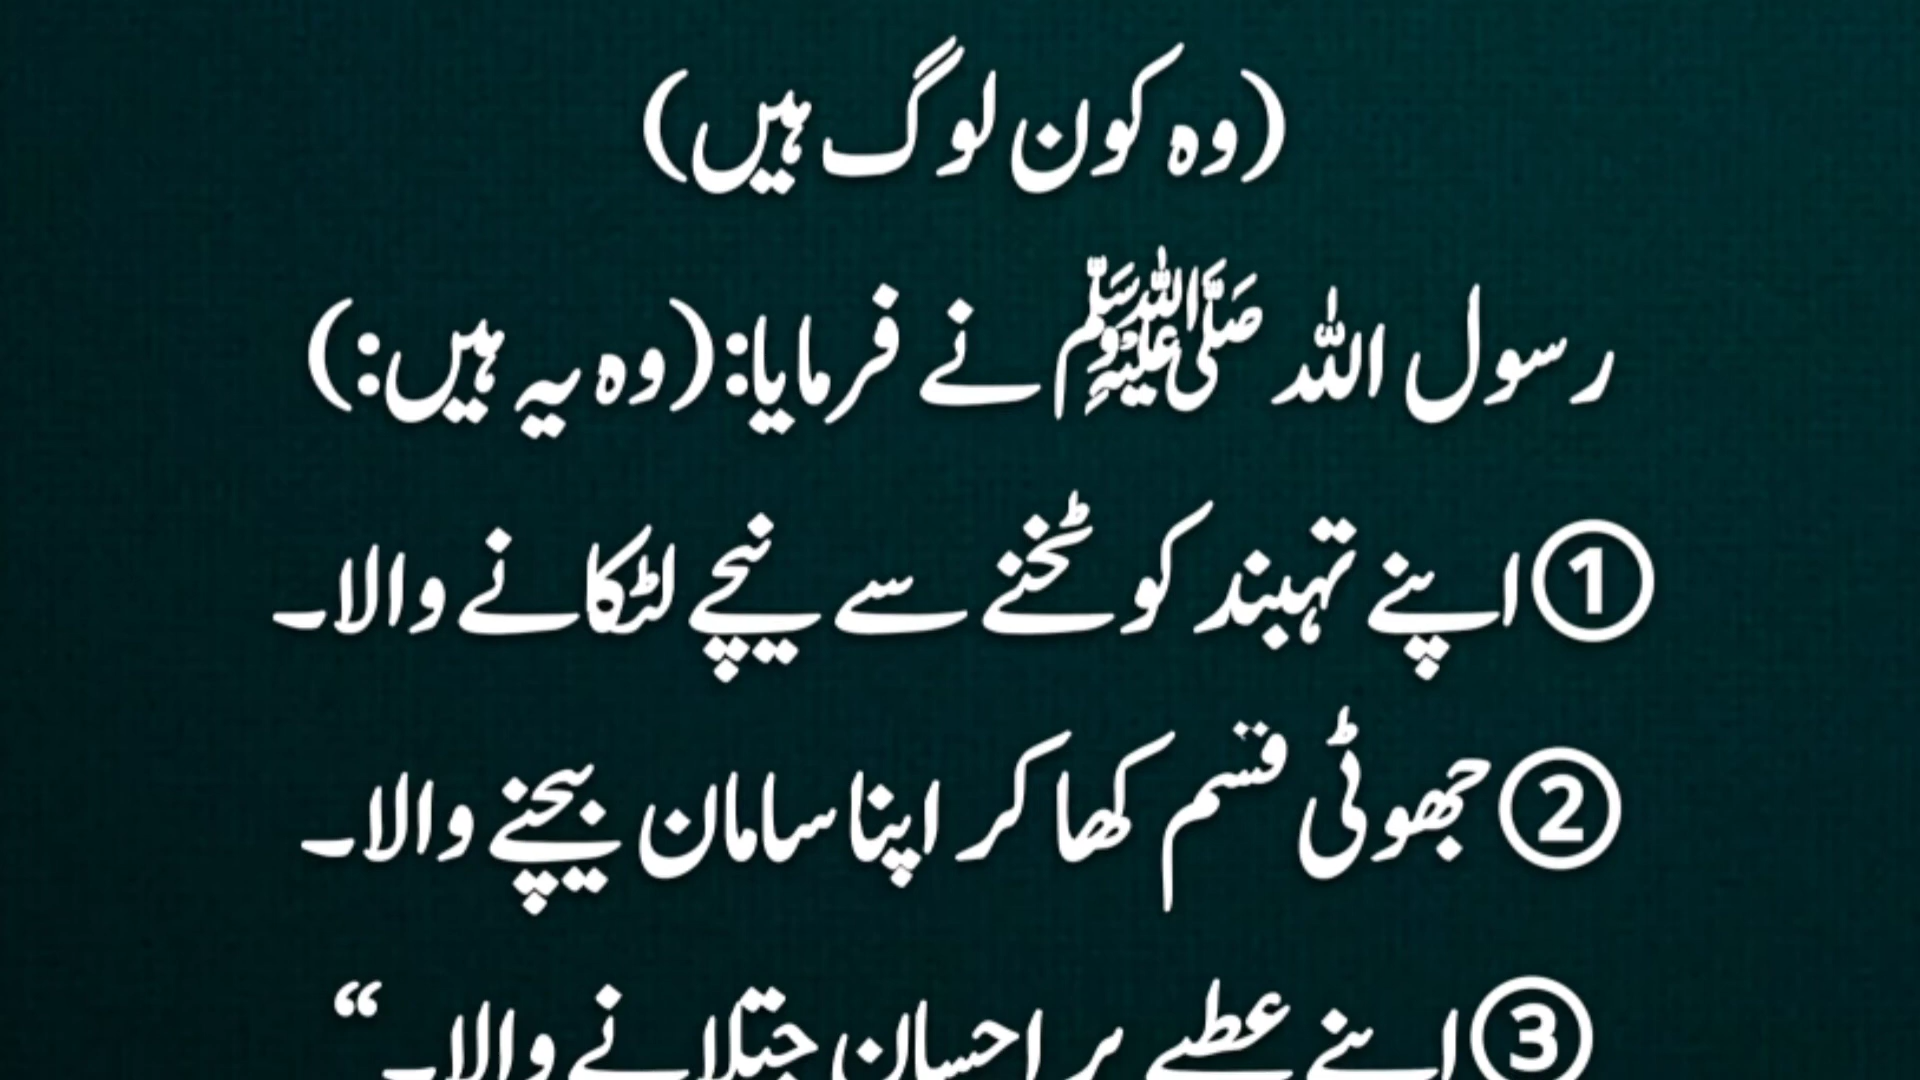 (وہ کون لوگ ہیں)
رسول اللہ ﷺ نے فرمایا: (وہ یہ ہیں:)
① اپنے تہبند کو ٹخنے سے نیچے لٹکانے والا۔
② جھوٹی قسم کھا کر اپنا سامان بیچنے والا۔
③ اپنے عطیے پر احسان جتلانے والا۔“